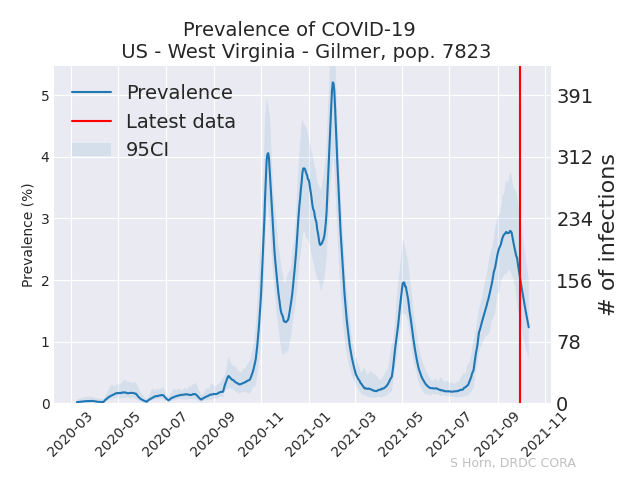 Prevalence of COVID-19
US - West Virginia - Gilmer, pop. 7823
Prevalence
Latest data
95CI
Prevalence (%)
5
4
3
2
1
0
391
312
234
156
78
0
# of infections
2020-03
2020-05
2020-07
2020-09
2020-11
2021-01
2021-03
2021-05
2021-07
2021-09
2021-11
S Horn, DRDC CORA